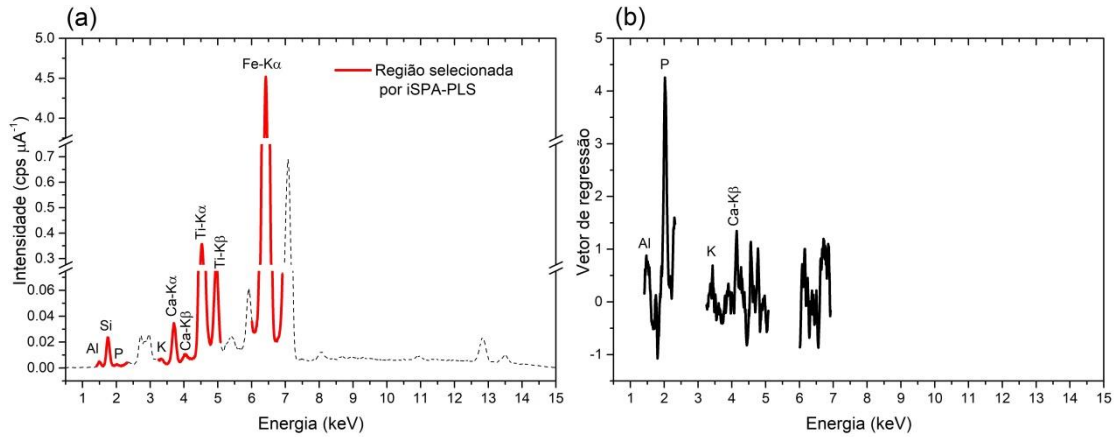 (a)
5.0
4.5
4.0
0.7
0.6
0.5
0.4
0.3
0.06
0.04
0.02
0.00
Intensidade (cps µA⁻¹)
Al
Si
P
K
Ca-Kα
Ca-Kβ
Ti-Kα
Ti-Kβ
Fe-Kα
Região selecionada
por iSPA-PLS
1 2 3 4 5 6 7 8 9 10 11 12 13 14 15
Energia (keV)
(b)
5
4
3
2
1
0
-1
Vetor de regressão
Al
P
K
Ca-Kβ
1 2 3 4 5 6 7 8 9 10 11 12 13 14 15
Energia (keV)